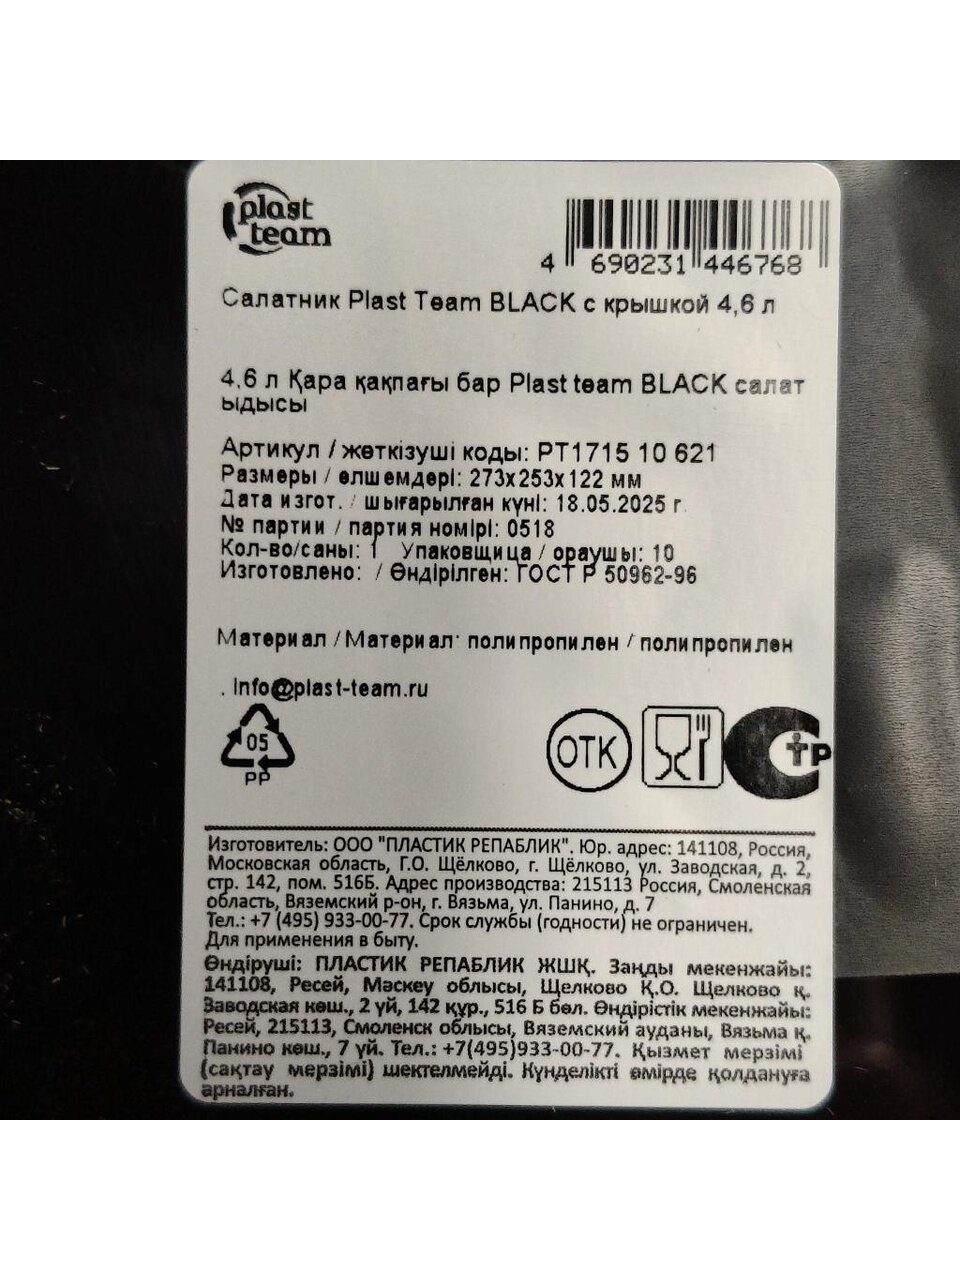 plast
team
4 690231 446768
Салатник Plast Team BLACK с крышкой 4,6 л
4,6 л Қара қақпағы бар Plast team BLACK салат
ыдысы
Артикул / жөткізуші коды: PT1715 10 621
Размеры / өлшемдері: 273x253x122 мм
Дата изгот. / шығарылған күні: 18.05.2025 г.
№ партии / партия номірі: 0518
Кол-во/саны: 1 Упаковщица / ораушы: 10
Изготовлено: / Өндірілген: ГОСТ Р 50962-96
Материал / Материал: полипропилен / полипропилен
. Info@plast-team.ru
05
PP
ОТК
тР
Изготовитель: ООО "ПЛАСТИК РЕПАБЛИК". Юр. адрес: 141108, Россия,
Московская область, Г.О. Щёлково, г. Щёлково, ул. Заводская, д. 2,
стр. 142, пом. 516Б. Адрес производства: 215113 Россия, Смоленская
область, Вяземский р-он, г. Вязьма, ул. Панино, д. 7
Тел.: +7 (495) 933-00-77. Срок службы (годности) не ограничен.
Для применения в быту.
Өндіруші: ПЛАСТИК РЕПАБЛИК ЖШҚ. Заңды мекенжайы:
141108, Ресей, Мәскеу облысы, Щелково Қ.О. Щелково қ.
Заводская көш., 2 үй, 142 құр., 516 Б бөл. Өндірістік мекенжайы:
Ресей, 215113, Смоленск облысы, Вяземский ауданы, Вязьма қ.
Панино көш., 7 үй. Тел.: +7(495)933-00-77. Қызмет мерзімі
(сақтау мерзімі) шектелмейді. Күнделікті өмірде қолдануға
арналған.